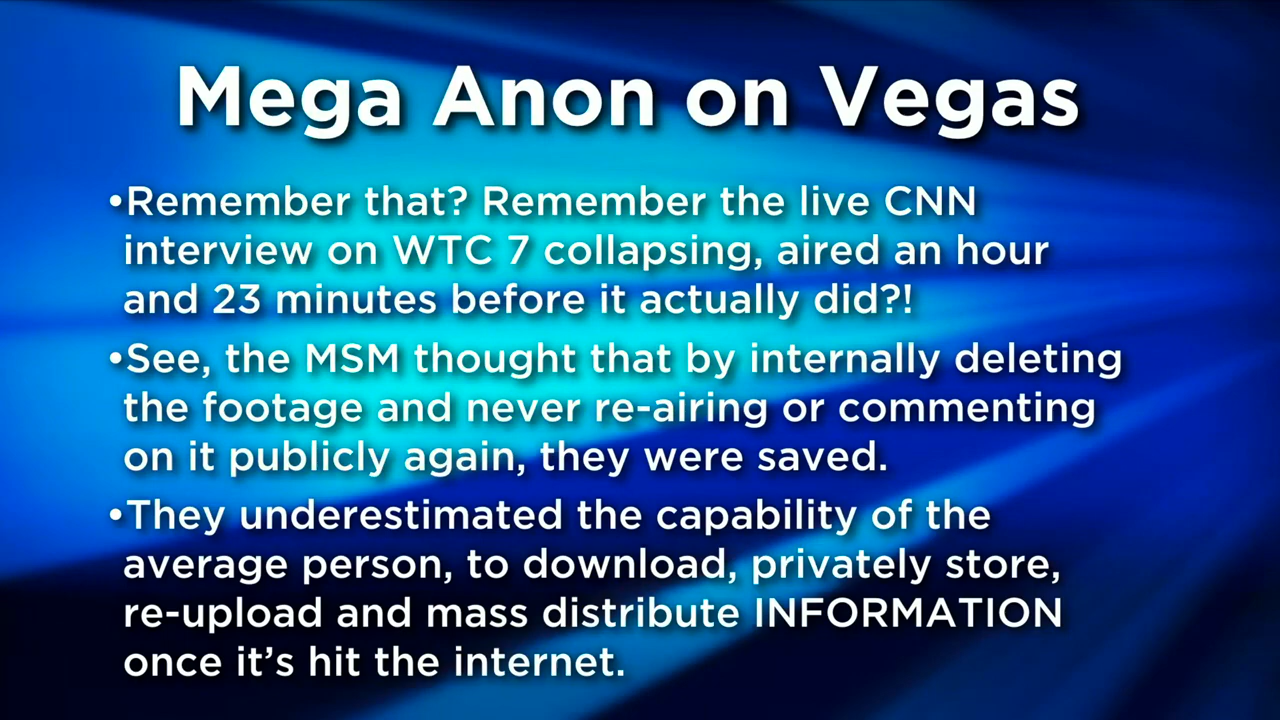 Mega Anon on Vegas
•Remember that? Remember the live CNN
interview on WTC 7 collapsing, aired an hour
and 23 minutes before it actually did?!
•See, the MSM thought that by internally deleting
the footage and never re-airing or commenting
on it publicly again, they were saved.
•They underestimated the capability of the
average person, to download, privately store,
re-upload and mass distribute INFORMATION
once it’s hit the internet.